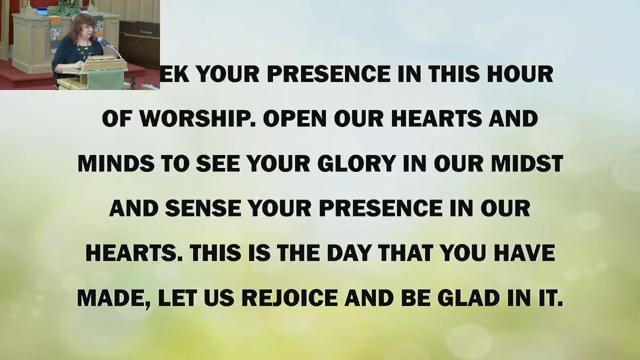 EK YOUR PRESENCE IN THIS HOUR
OF WORSHIP. OPEN OUR HEARTS AND
MINDS TO SEE YOUR GLORY IN OUR MIDST
AND SENSE YOUR PRESENCE IN OUR
HEARTS. THIS IS THE DAY THAT YOU HAVE
MADE, LET US REJOICE AND BE GLAD IN IT.